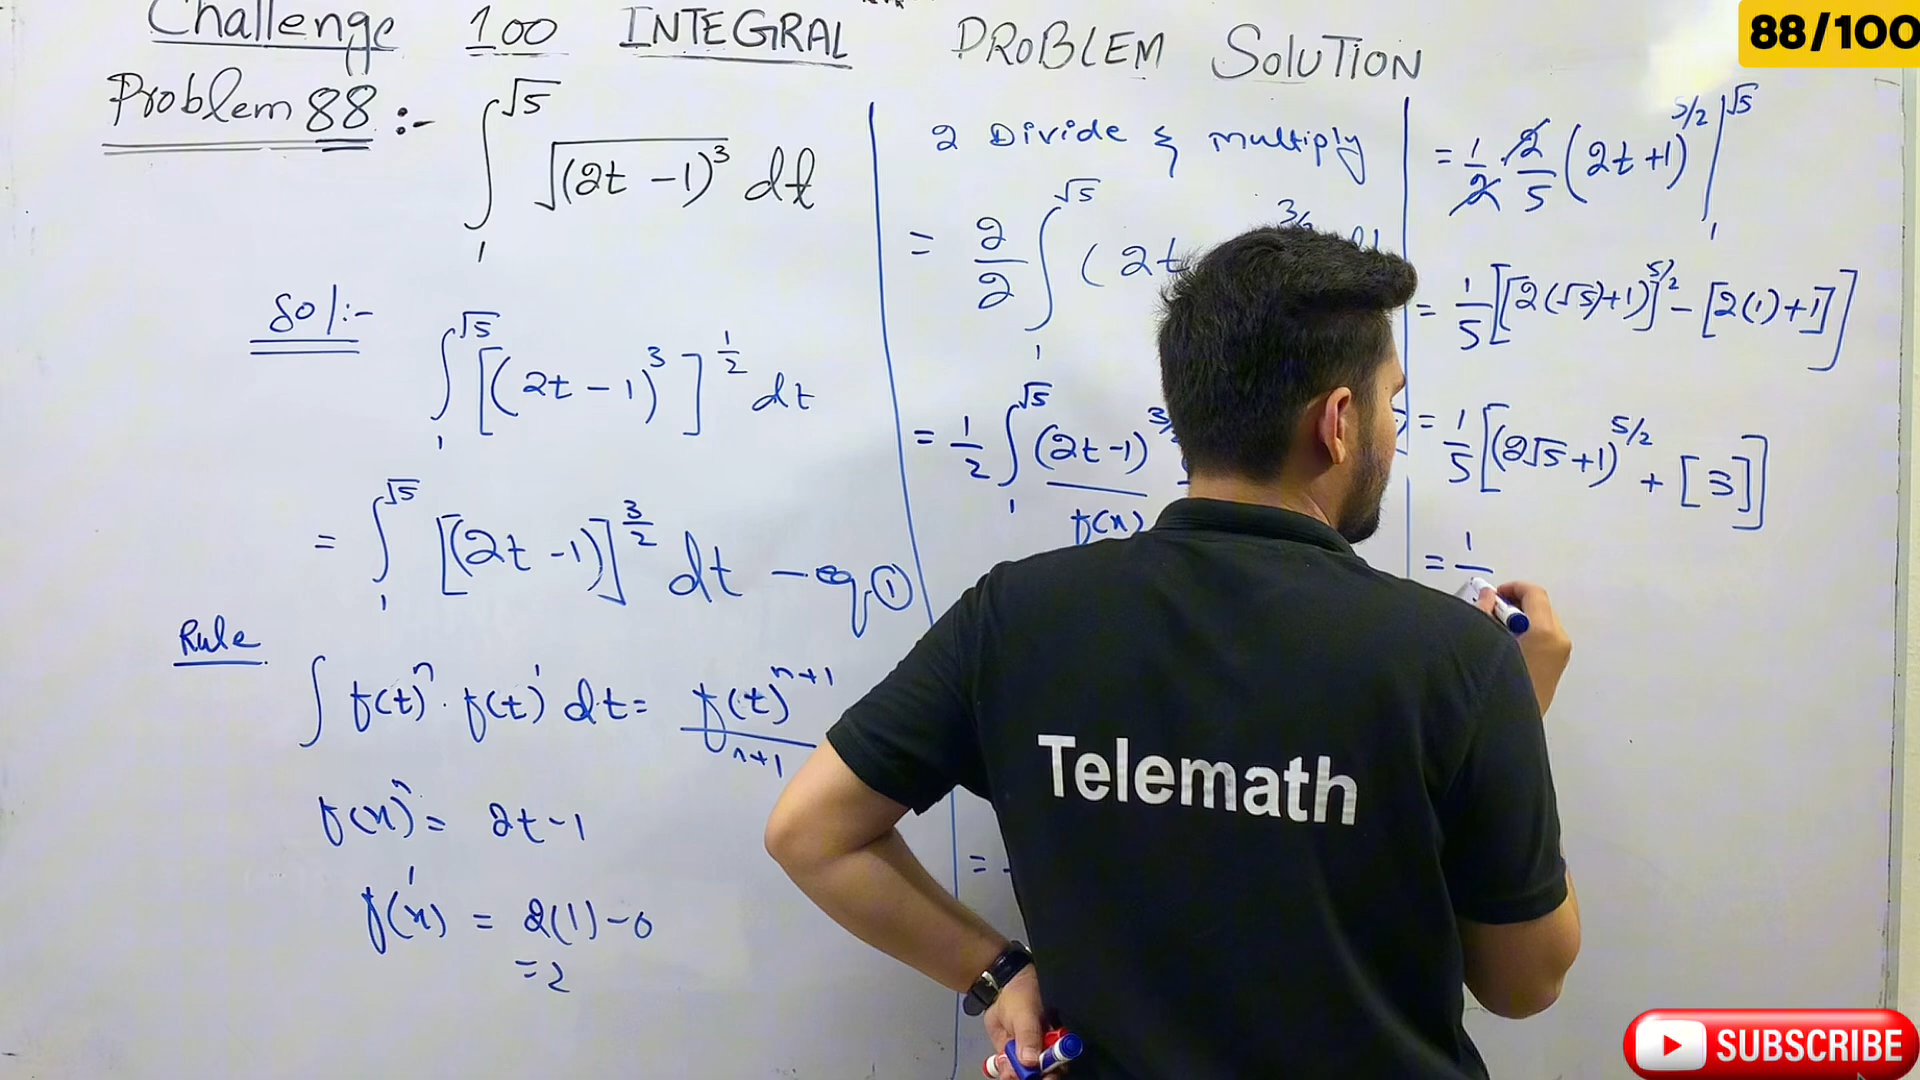 Challenge 100 INTEGRAL PROBLEM SOLUTION
88/100
Problem 88 :- ∫₁^√5 √(2t - 1)³ dt
Sol:-
∫₁^√5 [(2t - 1)³]^1/2 dt
= ∫₁^√5 [(2t - 1)]^3/2 dt - eq ①
Rule
∫ f(t)ⁿ · f(t)' dt = f(t)^n+1 / n+1
f(x)ⁿ = 2t - 1
f'(x) = 2(1) - 0
= 2
2 Divide & multiply
= 2/2 ∫₁^√5 (2t
= 1/2 ∫₁^√5 (2t - 1)
f(x)
=
= 1/2 · 2/5 (2t + 1)^5/2 |₁^√5
= 1/5 [[2(√5)+1)]^5/2 - [2(1)+1]]
= 1/5 [(2√5+1)^5/2 + [3]]
= 1/
Telemath
SUBSCRIBE